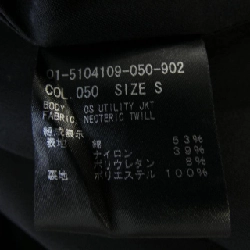 01-5104109-050-902
COL.050 SIZE S
BODY: OS UTILITY JKT
FABRIC: NECTERIC TWILL
組成表示
表地: 綿 53%
ナイロン 39%
ポリウレタン 8%
裏地: ポリエステル 100%